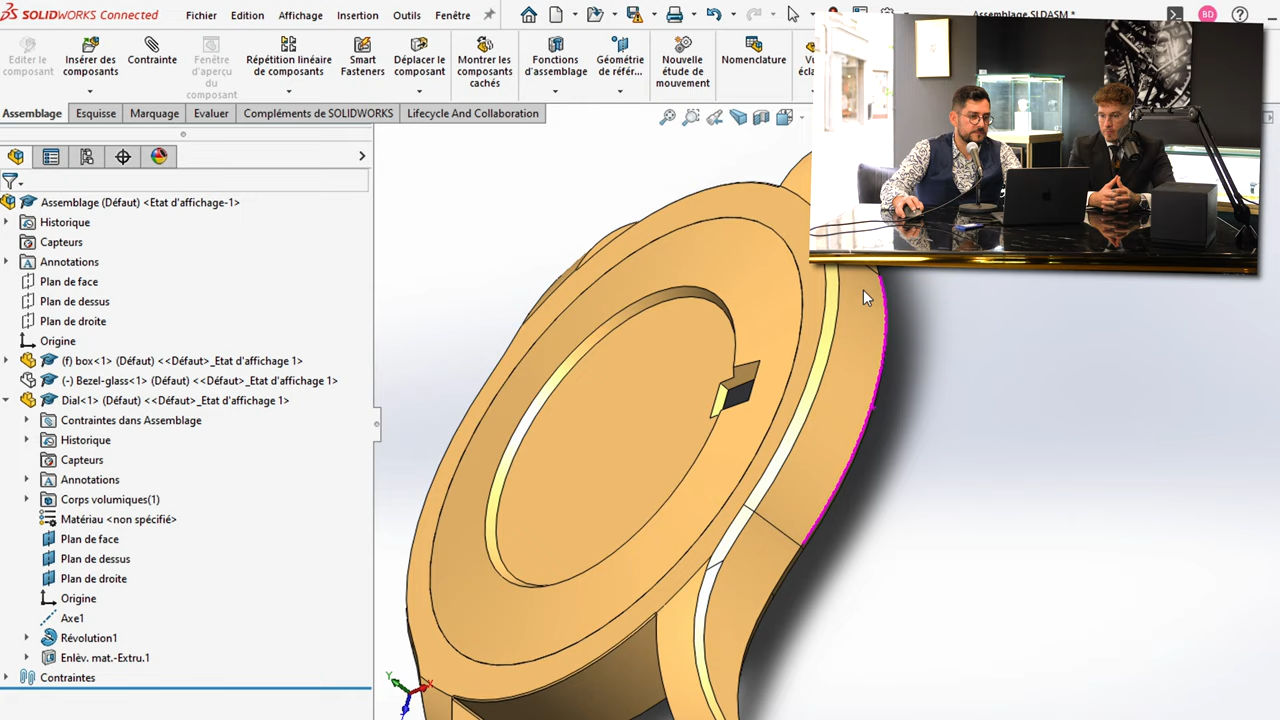 SOLIDWORKS Connected
Fichier
Edition
Affichage
Insertion
Outils
Fenêtre
Assemblage.SLDASM *
BD
Editer le composant
Insérer des composants
Contrainte
Fenêtre d'aperçu du composant
Répétition linéaire de composants
Smart Fasteners
Déplacer le composant
Montrer les composants cachés
Fonctions d'assemblage
Géométrie de référ...
Nouvelle étude de mouvement
Nomenclature
Assemblage
Esquisse
Marquage
Evaluer
Compléments de SOLIDWORKS
Lifecycle And Collaboration
Assemblage (Défaut) <Etat d'affichage-1>
Historique
Capteurs
Annotations
Plan de face
Plan de dessus
Plan de droite
Origine
(f) box<1> (Défaut) <<Défaut>_Etat d'affichage 1>
(-) Bezel-glass<1> (Défaut) <<Défaut>_Etat d'affichage 1>
Dial<1> (Défaut) <<Défaut>_Etat d'affichage 1>
Contraintes dans Assemblage
Historique
Capteurs
Annotations
Corps volumiques(1)
Matériau <non spécifié>
Plan de face
Plan de dessus
Plan de droite
Origine
Axe1
Révolution1
Enlèv. mat.-Extru.1
Contraintes
Y
X